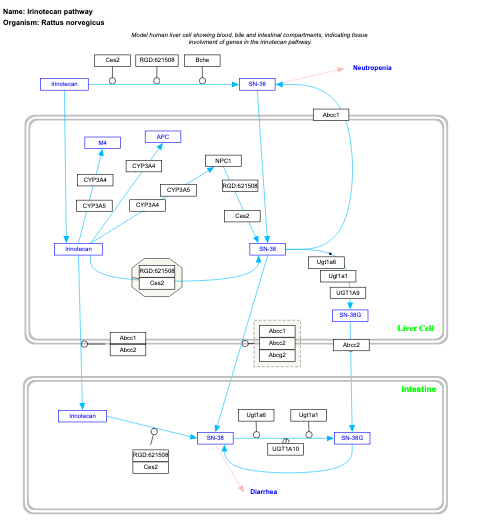 Name: Irinotecan pathway
Organism: Rattus norvegicus
Model human liver cell showing blood, bile and intestinal compartments, indicating tissue
involvment of genes in the irinotecan pathway.
Ces2
RGD:621508
Bche
Neutropenia
Irinotecan
SN-38
Abcc1
M4
APC
NPC1
CYP3A4
CYP3A4
CYP3A5
RGD:621508
CYP3A5
CYP3A4
Ces2
Irinotecan
SN-38
Ugt1a6
RGD:621508
Ces2
Ugt1a1
UGT1A9
SN-38G
Liver Cell
Abcc1
Abcc2
Abcc1
Abcc2
Abcg2
Abcc2
Intestine
Irinotecan
Ugt1a6
Ugt1a1
SN-38
SN-38G
UGT1A10
RGD:621508
Ces2
Diarrhea